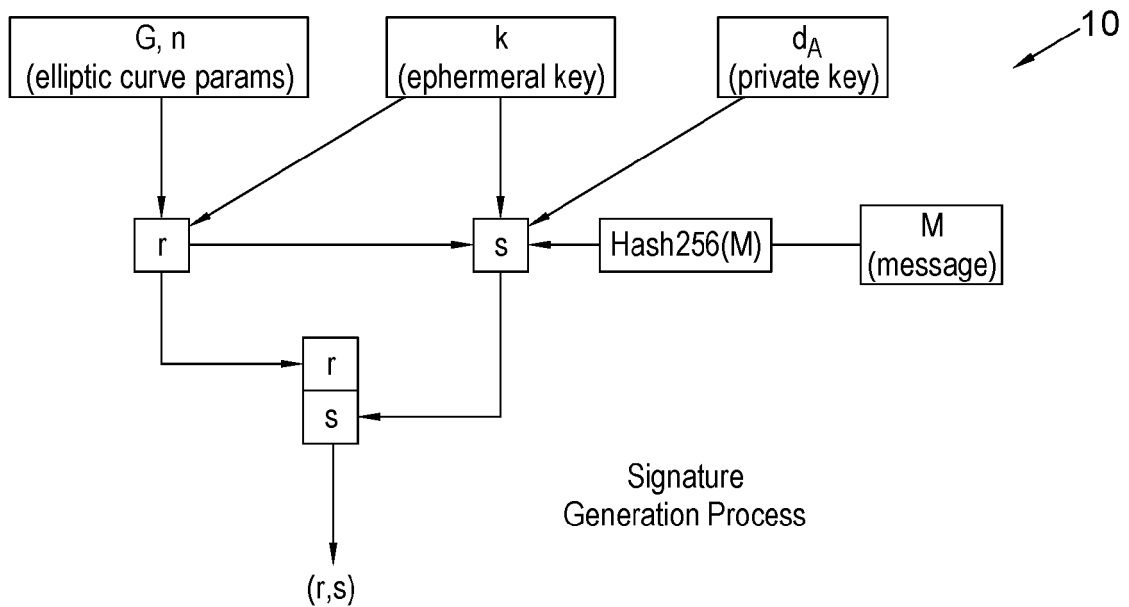 10
G, n
(elliptic curve params)
k
(ephermeral key)
dA
(private key)
r
s
Hash256(M)
M
(message)
r
s
Signature
Generation Process
(r,s)